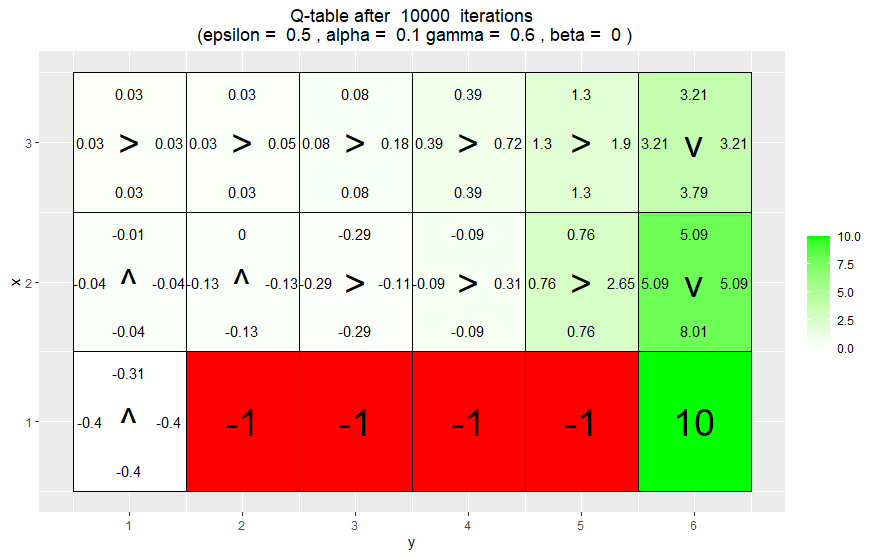 Q-table after  10000  iterations
(epsilon =  0.5 , alpha =  0.1 gamma =  0.6 , beta =  0 )
0.03 0.03 0.08 0.39 1.3 3.21
3 0.03 > 0.03 0.03 > 0.05 0.08 > 0.18 0.39 > 0.72 1.3 > 1.9 3.21 v 3.21
0.03 0.03 0.08 0.39 1.3 3.79
-0.01 0 -0.29 -0.09 0.76 5.09
x 2 -0.04 ^ -0.04 -0.13 ^ -0.13 -0.29 > -0.11 -0.09 > 0.31 0.76 > 2.65 5.09 v 5.09
-0.04 -0.13 -0.29 -0.09 0.76 8.01
-0.31
1 -0.4 ^ -0.4 -1 -1 -1 -1 10
-0.4
1 2 3 4 5 6
y
10.0
7.5
5.0
2.5
0.0